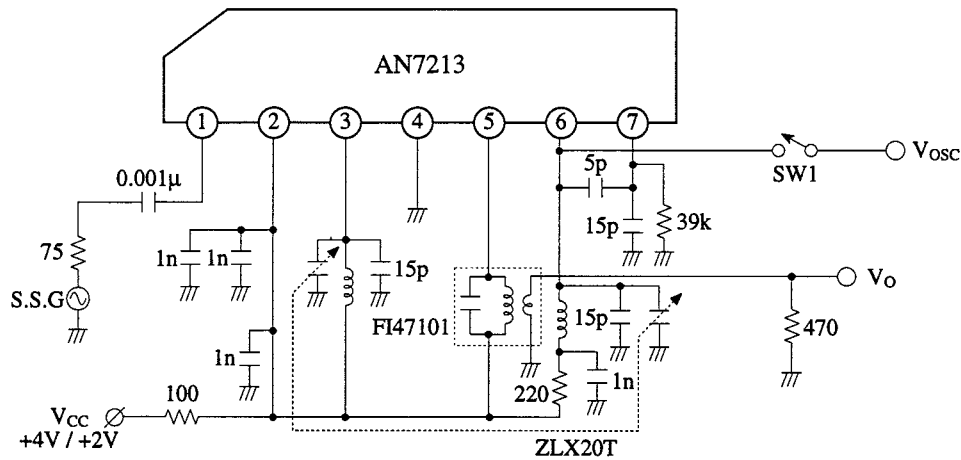 AN7213
1 2 3 4 5 6 7
V_OSC
SW1
5p
0.001μ
15p
39k
75
1n
1n
15p
V_O
S.S.G
FI47101
15p
470
1n
220
1n
100
V_CC
+4V / +2V
ZLX20T